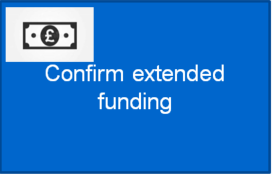 £
Confirm extended
funding